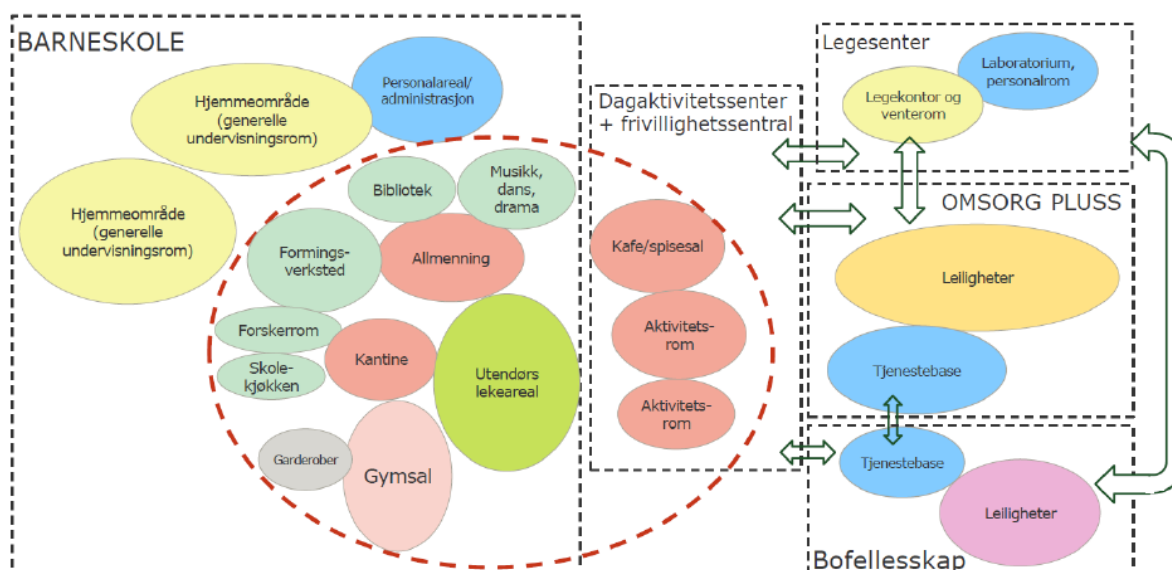 BARNESKOLE
Personalareal/
administrasjon
Hjemmeområde
(generelle
undervisningsrom)
Hjemmeområde
(generelle
undervisningsrom)
Bibliotek
Musikk,
dans,
drama
Formings-
verksted
Allmenning
Forskerrom
Kantine
Skole-
kjøkken
Utendørs
lekeareal
Garderober
Gymsal
Dagaktivitetssenter
+ frivillighetssentral
Kafe/spisesal
Aktivitets-
rom
Aktivitets-
rom
Legesenter
Laboratorium,
personalrom
Legekontor og
venterom
OMSORG PLUSS
Leiligheter
Tjenestebase
Tjenestebase
Leiligheter
Bofellesskap